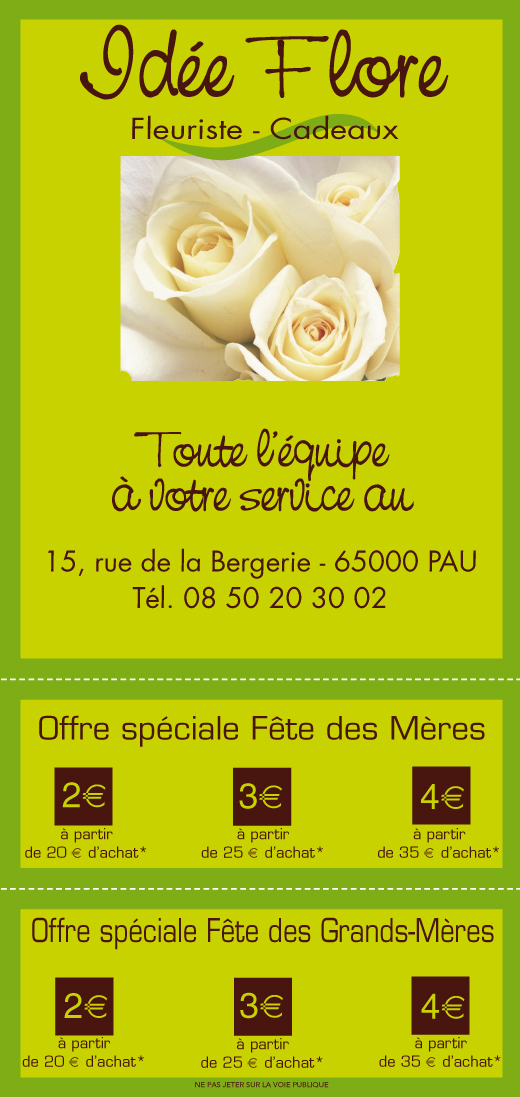 Idée Flore
Fleuriste - Cadeaux
Toute l'équipe
à votre service au
15, rue de la Bergerie - 65000 PAU
Tél. 08 50 20 30 02
Offre spéciale Fête des Mères
2€ 3€ 4€
à partir à partir à partir
de 20 € d'achat* de 25 € d'achat* de 35 € d'achat*
Offre spéciale Fête des Grands-Mères
2€ 3€ 4€
à partir à partir à partir
de 20 € d'achat* de 25 € d'achat* de 35 € d'achat*
NE PAS JETER SUR LA VOIE PUBLIQUE